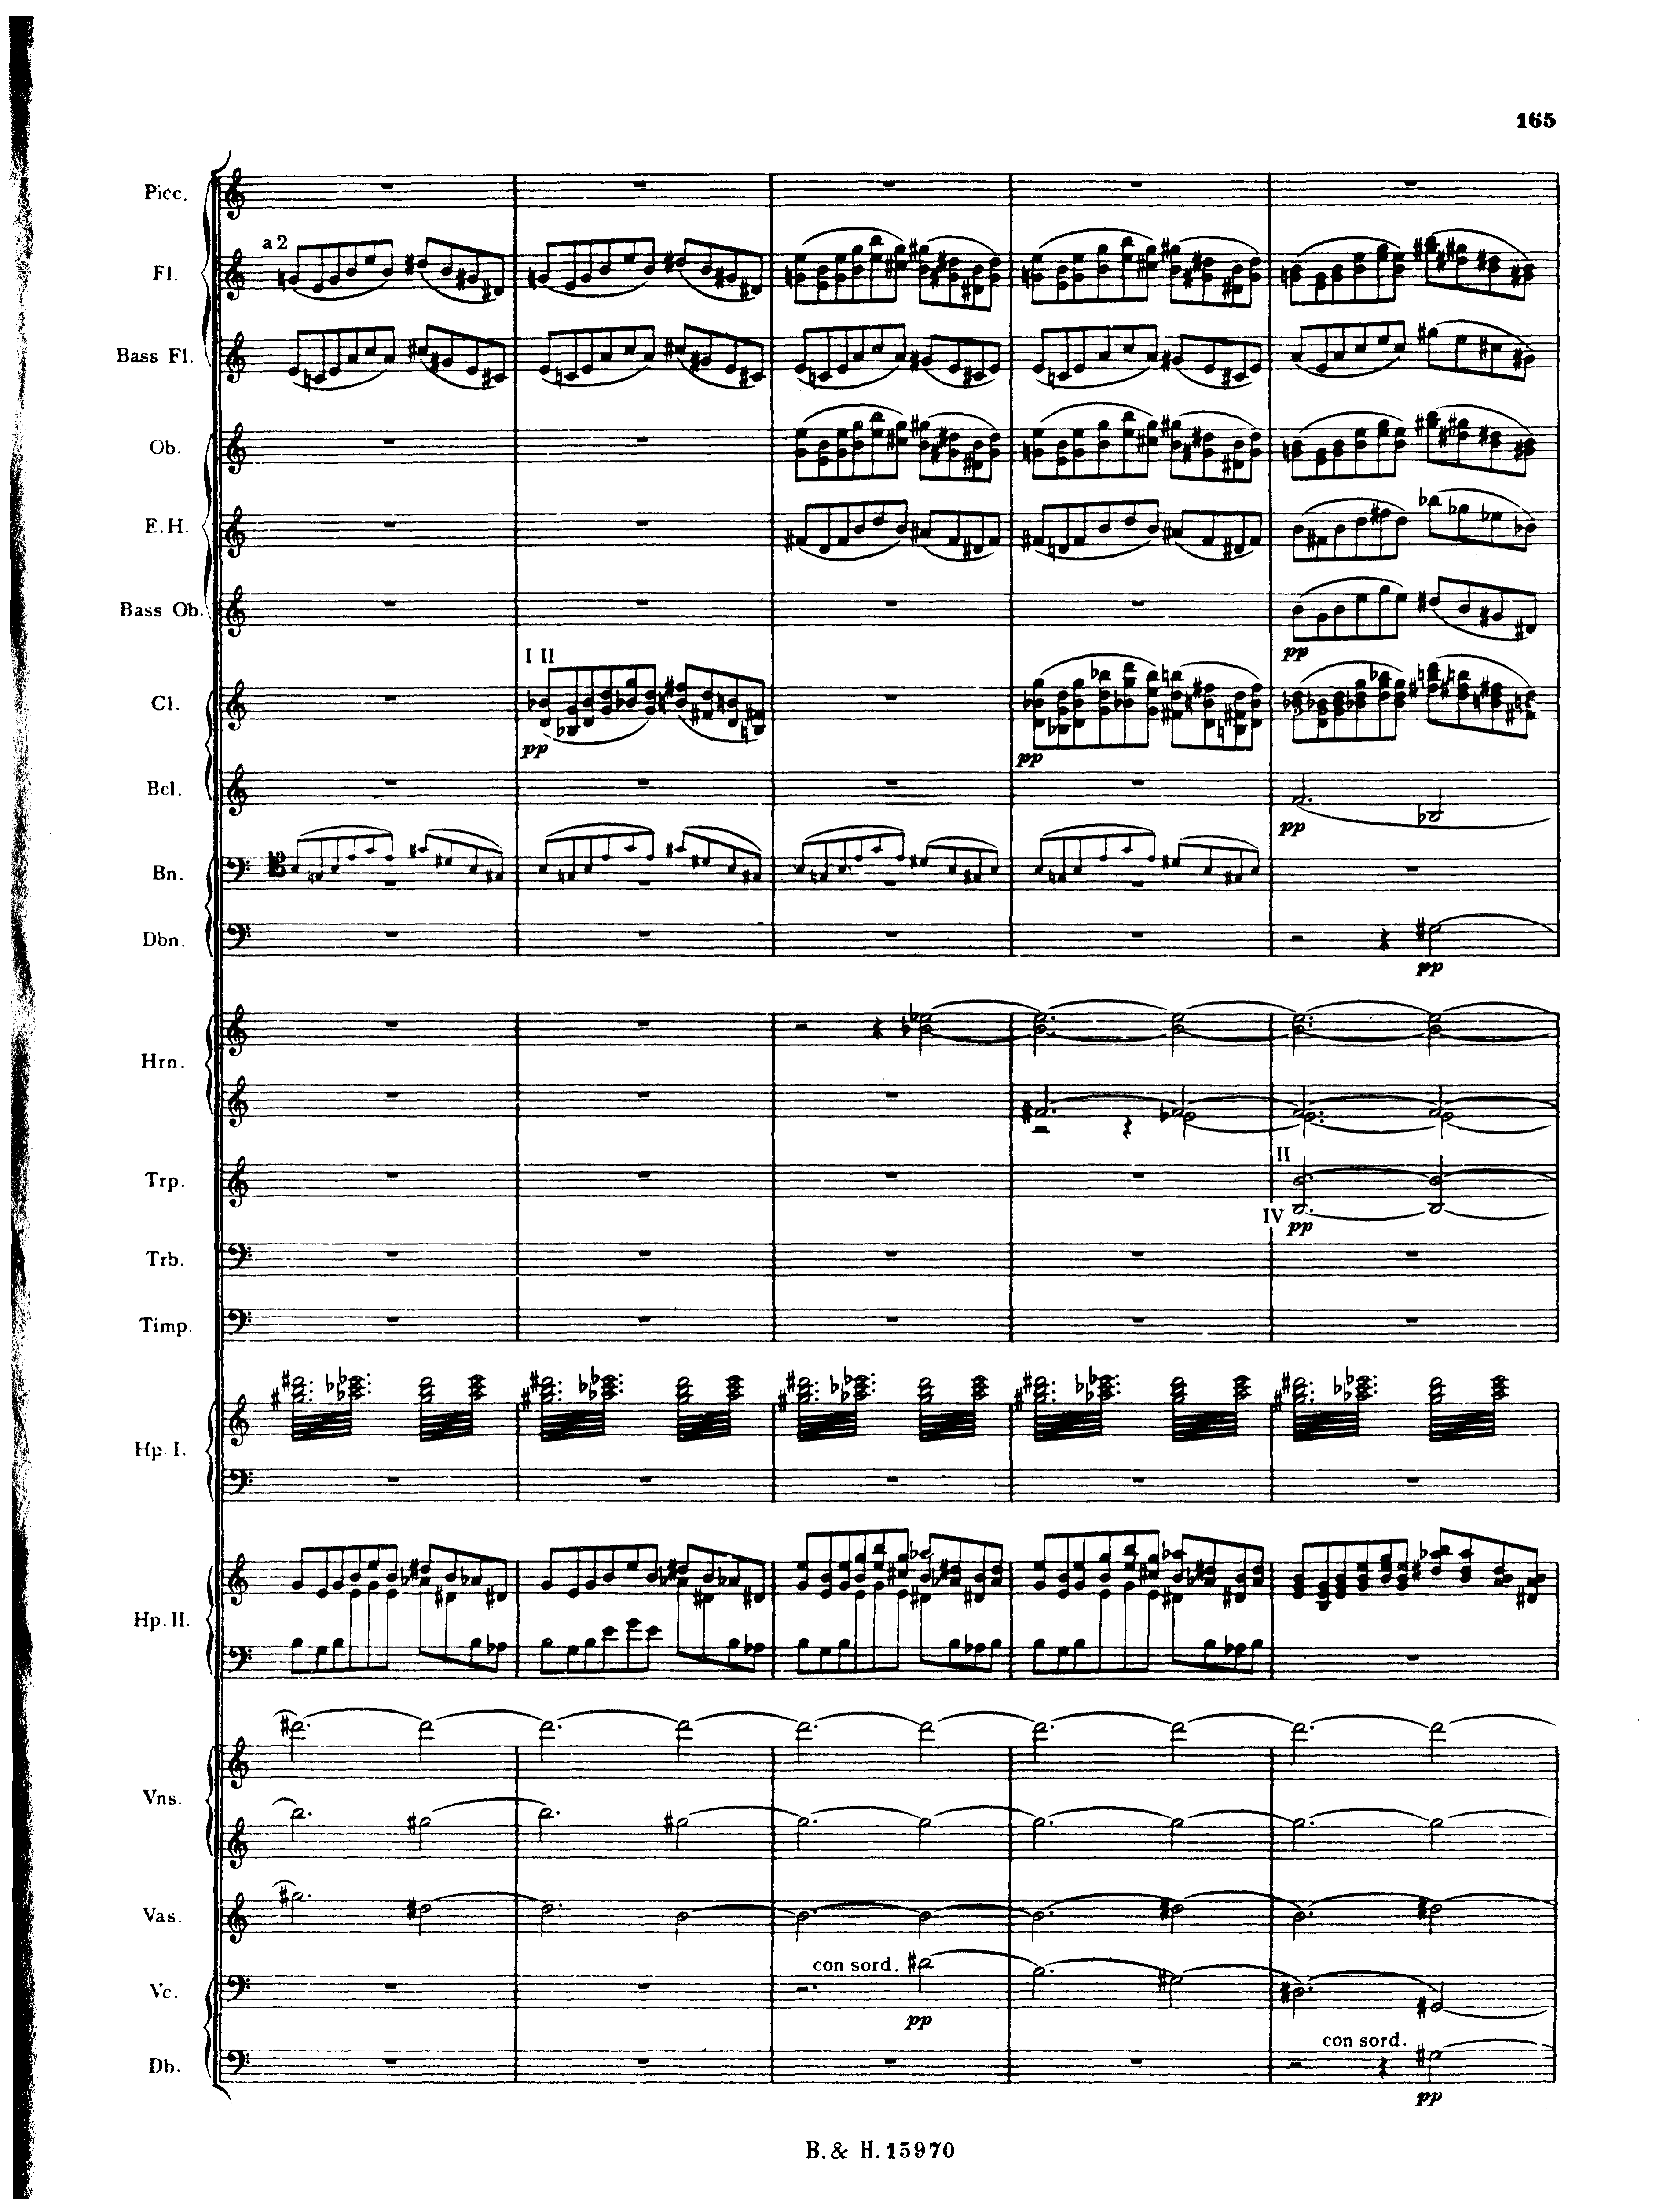 165
Picc.
a 2
Fl.
Bass Fl.
Ob.
E.H.
Bass Ob.
I II
Cl.
pp
pp
pp
Bcl.
pp
Bn.
Dbn.
pp
Hrn.
II
Trp.
IV pp
Trb.
Timp.
Hp. I.
Hp. II.
Vns.
Vas.
con sord.
Vc.
pp
con sord.
Db.
pp
B. & H. 15970